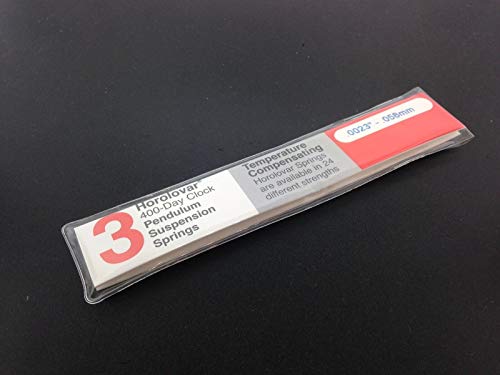 3
Horolovar®
400-Day Clock
Pendulum
Suspension
Springs
Temperature
Compensating
Horolovar Springs
are available in 24
different strengths
.0023" - .058mm